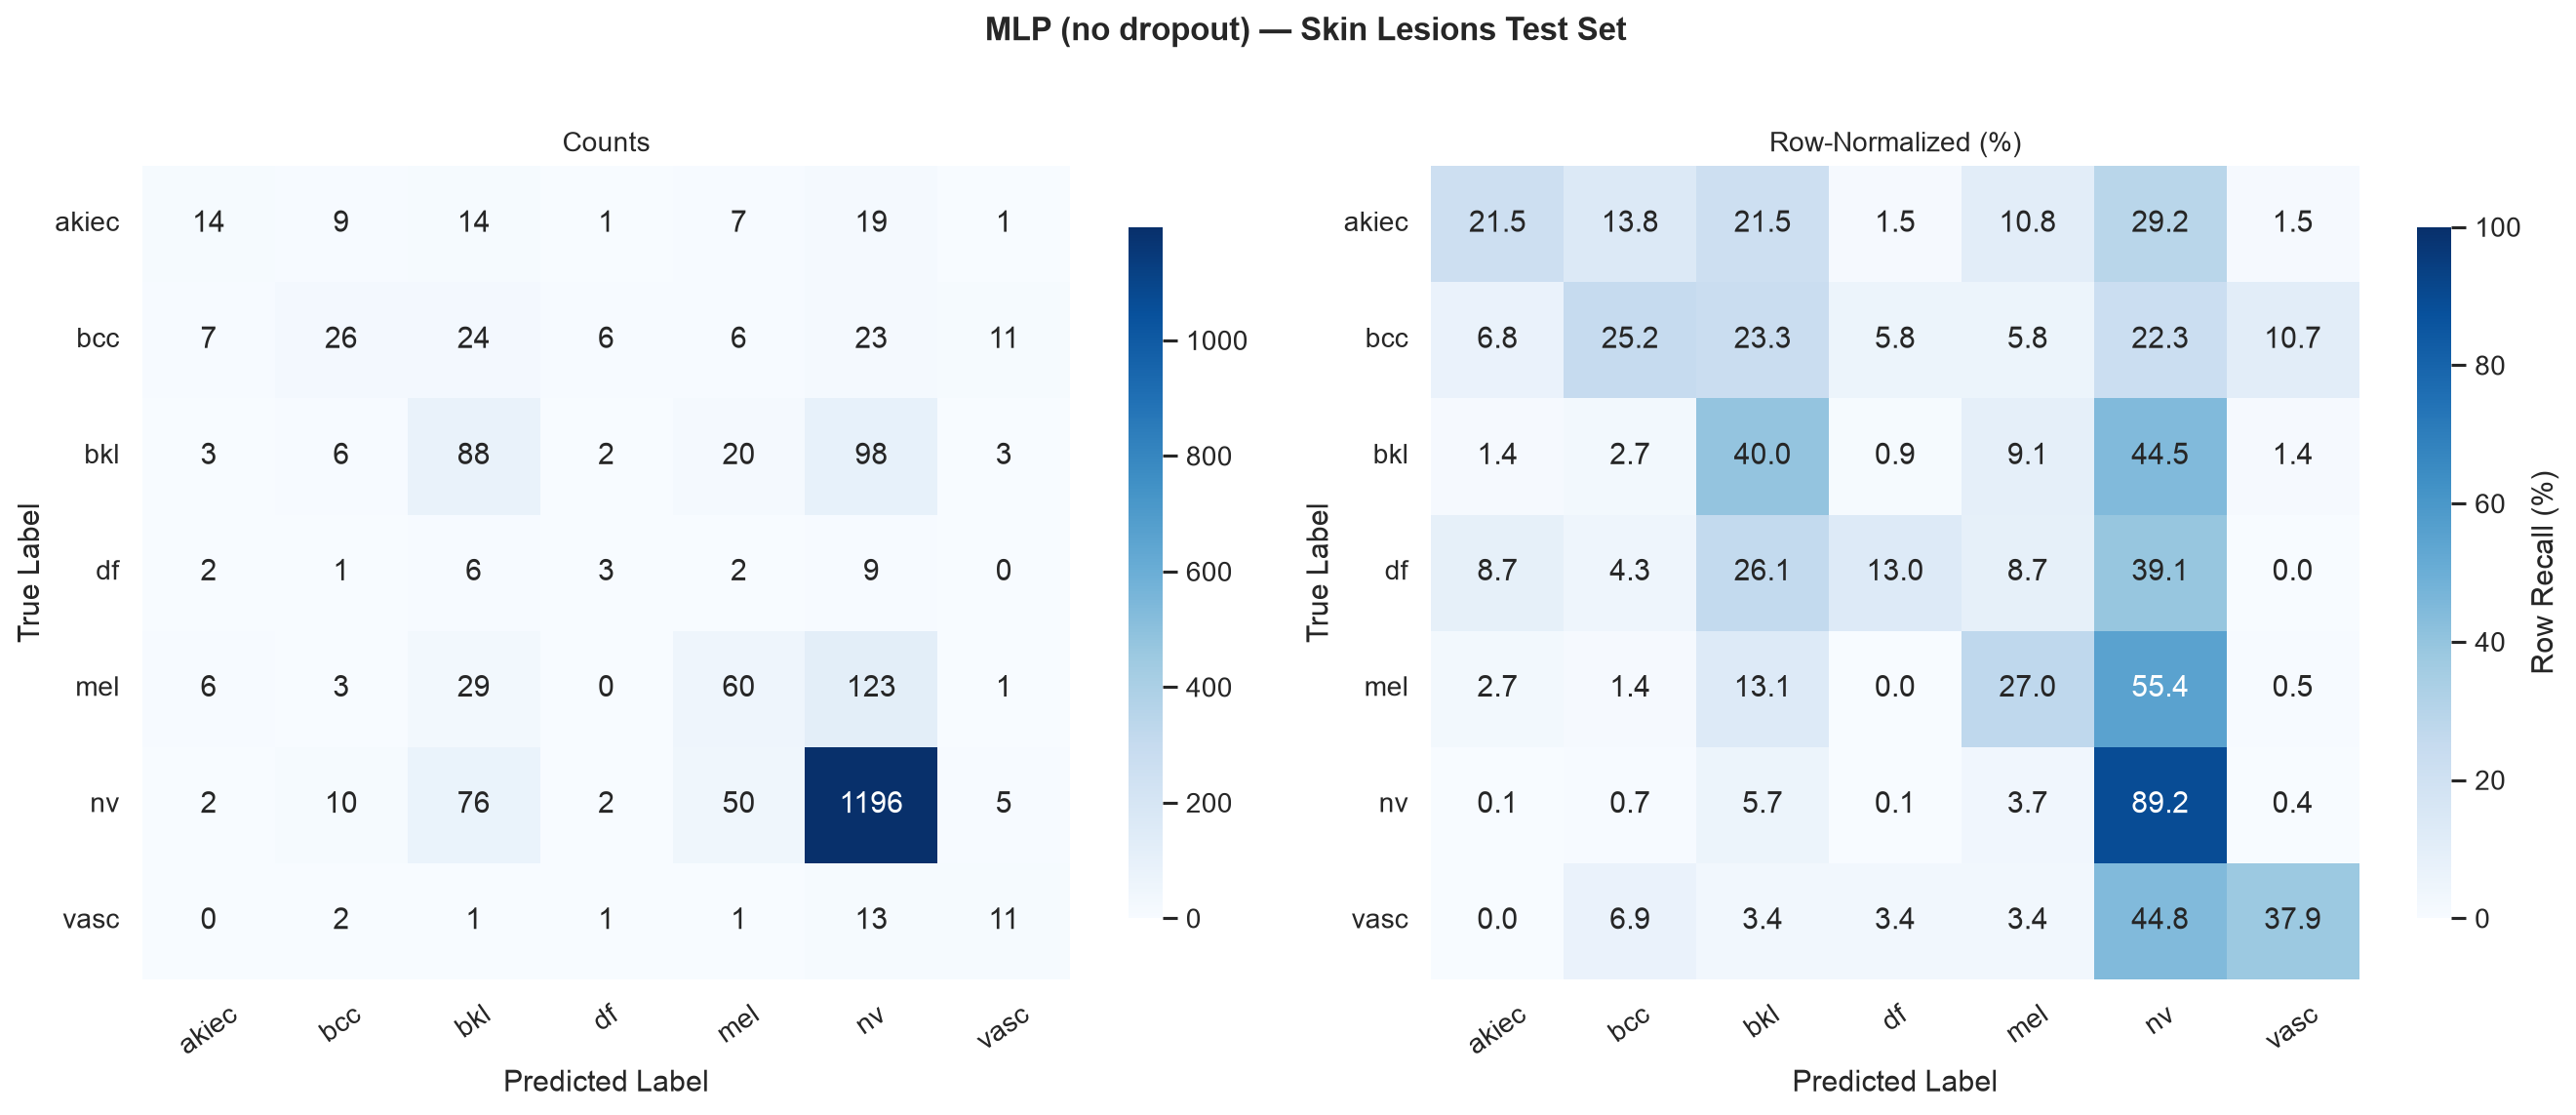 MLP (no dropout) — Skin Lesions Test Set
Counts
True Label
akiec 14 9 14 1 7 19 1
bcc 7 26 24 6 6 23 11
bkl 3 6 88 2 20 98 3
df 2 1 6 3 2 9 0
mel 6 3 29 0 60 123 1
nv 2 10 76 2 50 1196 5
vasc 0 2 1 1 1 13 11
akiec bcc bkl df mel nv vasc
Predicted Label
1000
800
600
400
200
0
Row-Normalized (%)
True Label
akiec 21.5 13.8 21.5 1.5 10.8 29.2 1.5
bcc 6.8 25.2 23.3 5.8 5.8 22.3 10.7
bkl 1.4 2.7 40.0 0.9 9.1 44.5 1.4
df 8.7 4.3 26.1 13.0 8.7 39.1 0.0
mel 2.7 1.4 13.1 0.0 27.0 55.4 0.5
nv 0.1 0.7 5.7 0.1 3.7 89.2 0.4
vasc 0.0 6.9 3.4 3.4 3.4 44.8 37.9
akiec bcc bkl df mel nv vasc
Predicted Label
100
80
60
40
20
0
Row Recall (%)